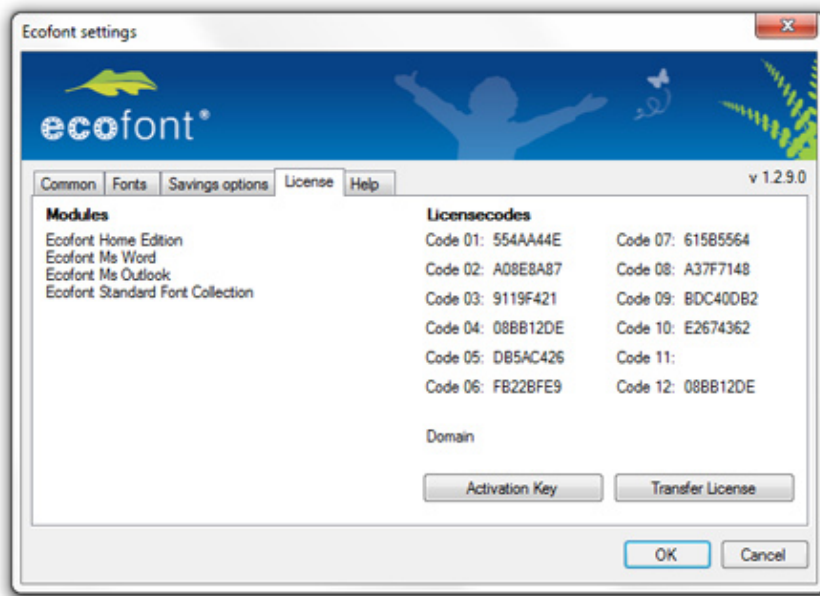 Ecofont settings
ecofont®
Common Fonts Savings options License Help
v 1.2.9.0
Modules
Ecofont Home Edition
Ecofont Ms Word
Ecofont Ms Outlook
Ecofont Standard Font Collection
Licensecodes
Code 01: 554AA44E Code 07: 615B5564
Code 02: A08E8A87 Code 08: A37F7148
Code 03: 9119F421 Code 09: BDC40DB2
Code 04: 08BB12DE Code 10: E2674362
Code 05: DB5AC426 Code 11:
Code 06: FB22BFE9 Code 12: 08BB12DE
Domain
Activation Key Transfer License
OK Cancel